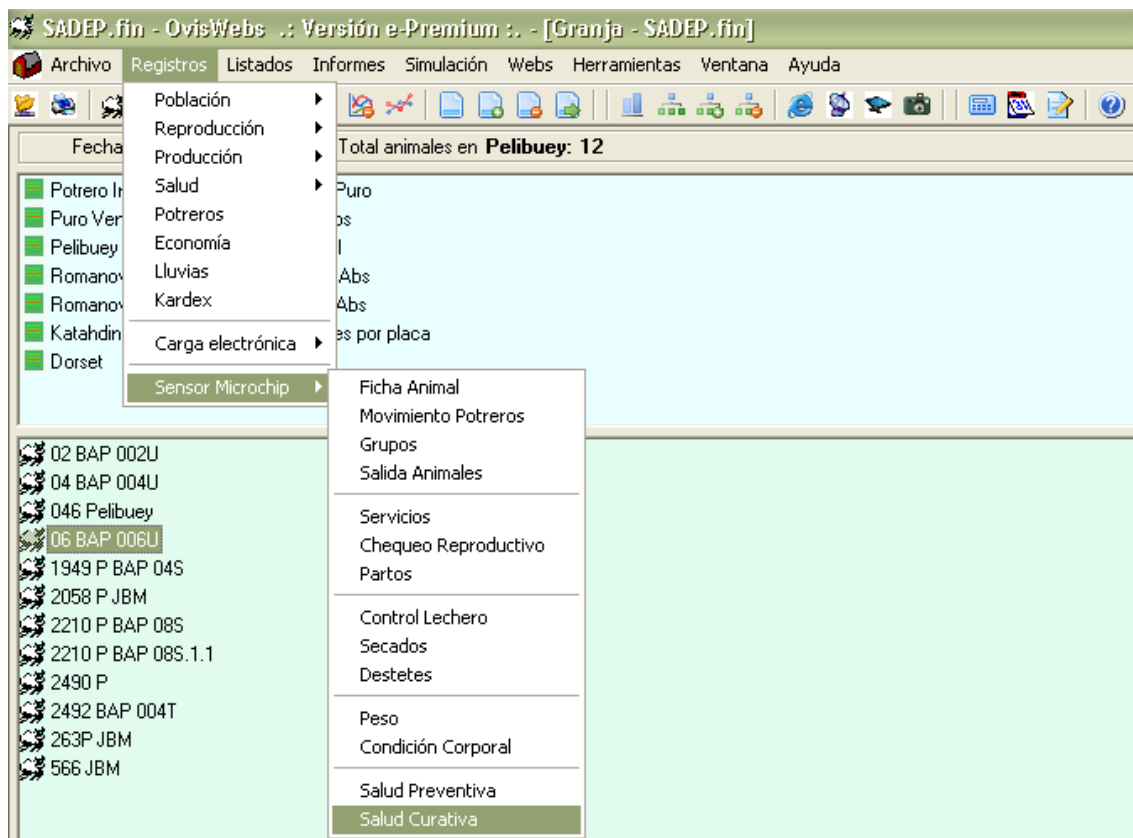 SADEP.fin - OvisWebs .: Versión e-Premium :. - [Granja - SADEP.fin]
Archivo Registros Listados Informes Simulación Webs Herramientas Ventana Ayuda
Fecha
Total animales en Pelibuey: 12
Población
Reproducción
Producción
Salud
Potreros
Economía
Lluvias
Kardex
Carga electrónica
Sensor Microchip
Potrero
Puro
Puro
Pelibuey
Abs
Abs
Katahdin
es por placa
Dorset
Ficha Animal
Movimiento Potreros
Grupos
Salida Animales
Servicios
Chequeo Reproductivo
Partos
Control Lechero
Secados
Destetes
Peso
Condición Corporal
Salud Preventiva
Salud Curativa
02 BAP 002U
04 BAP 004U
046 Pelibuey
06 BAP 006U
1949 P BAP 04S
2058 P JBM
2210 P BAP 08S
2210 P BAP 08S.1.1
2490 P
2492 BAP 004T
263P JBM
566 JBM